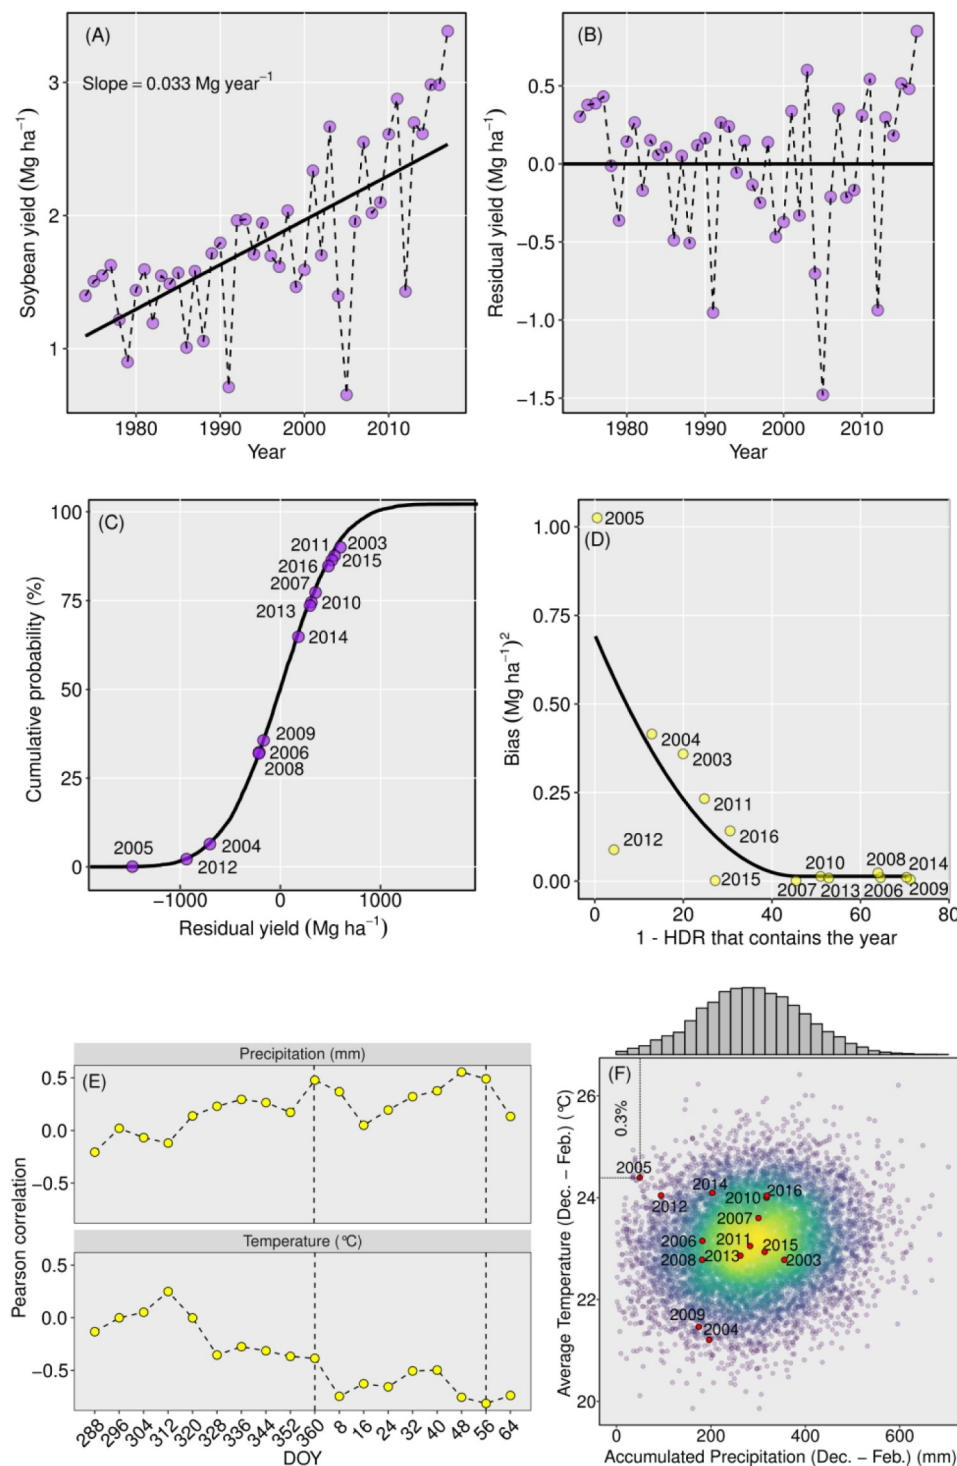 (A)
Slope = 0.033 Mg year⁻¹
Soybean yield (Mg ha⁻¹)
3
2
1
1980 1990 2000 2010
Year
(B)
Residual yield (Mg ha⁻¹)
0.5
0.0
−0.5
−1.0
−1.5
1980 1990 2000 2010
Year
(C)
Cumulative probability (%)
100
75
50
25
0
2011 2003
2016 2015
2007
2013 2010
2014
2009
2006
2008
2005 2004
2012
−1000 0 1000
Residual yield (Mg ha⁻¹)
(D)
Bias (Mg ha⁻¹)²
1.00
0.75
0.50
0.25
0.00
2005
2004
2003
2011
2016
2012
2015
2010 2008 2014
2007 2013 2006 2009
0 20 40 60 80
1 - HDR that contains the year
Pearson correlation
Precipitation (mm)
(E)
0.5
0.0
−0.5
Temperature (°C)
0.5
0.0
−0.5
288 296 304 312 320 328 336 344 352 360 8 16 24 32 40 48 56 64
DOY
(F)
Average Temperature (Dec. − Feb.) (°C)
26
24
22
20
0.3%
2005
2012 2014 2010 2016
2007
2006 2011 2015
2008 2013 2003
2009
2004
0 200 400 600
Accumulated Precipitation (Dec. − Feb.) (mm)